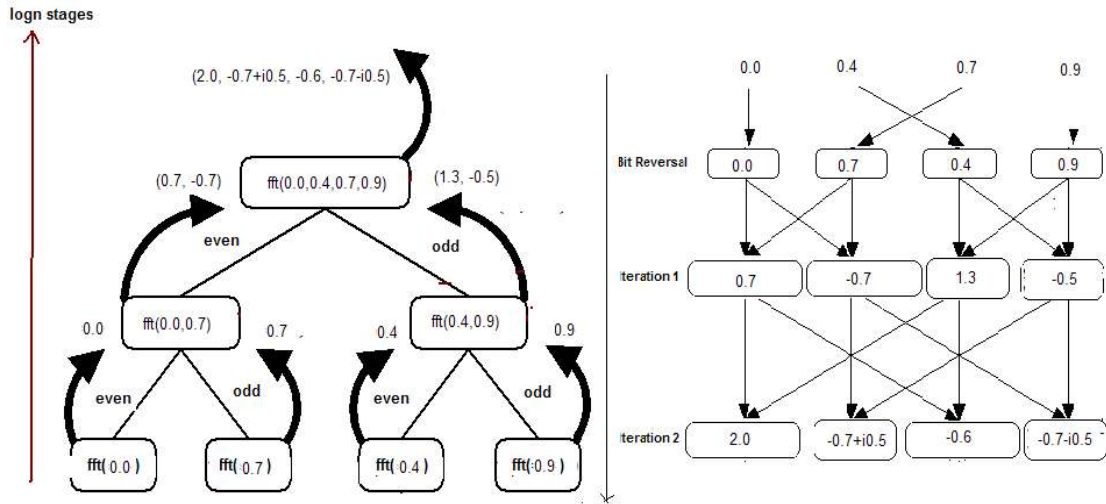 logn stages
(2.0, -0.7+i0.5, -0.6, -0.7-i0.5)
fft(0.0,0.4,0.7,0.9)
(0.7, -0.7)
(1.3, -0.5)
even
odd
fft(0.0,0.7)
fft(0.4,0.9)
0.0
0.7
0.4
0.9
even
odd
even
odd
fft( 0.0 )
fft( 0.7 )
fft( 0.4 )
fft( 0.9 )
0.0 0.4 0.7 0.9
Bit Reversal 0.0 0.7 0.4 0.9
Iteration 1 0.7 -0.7 1.3 -0.5
Iteration 2 2.0 -0.7+i0.5 -0.6 -0.7-i0.5